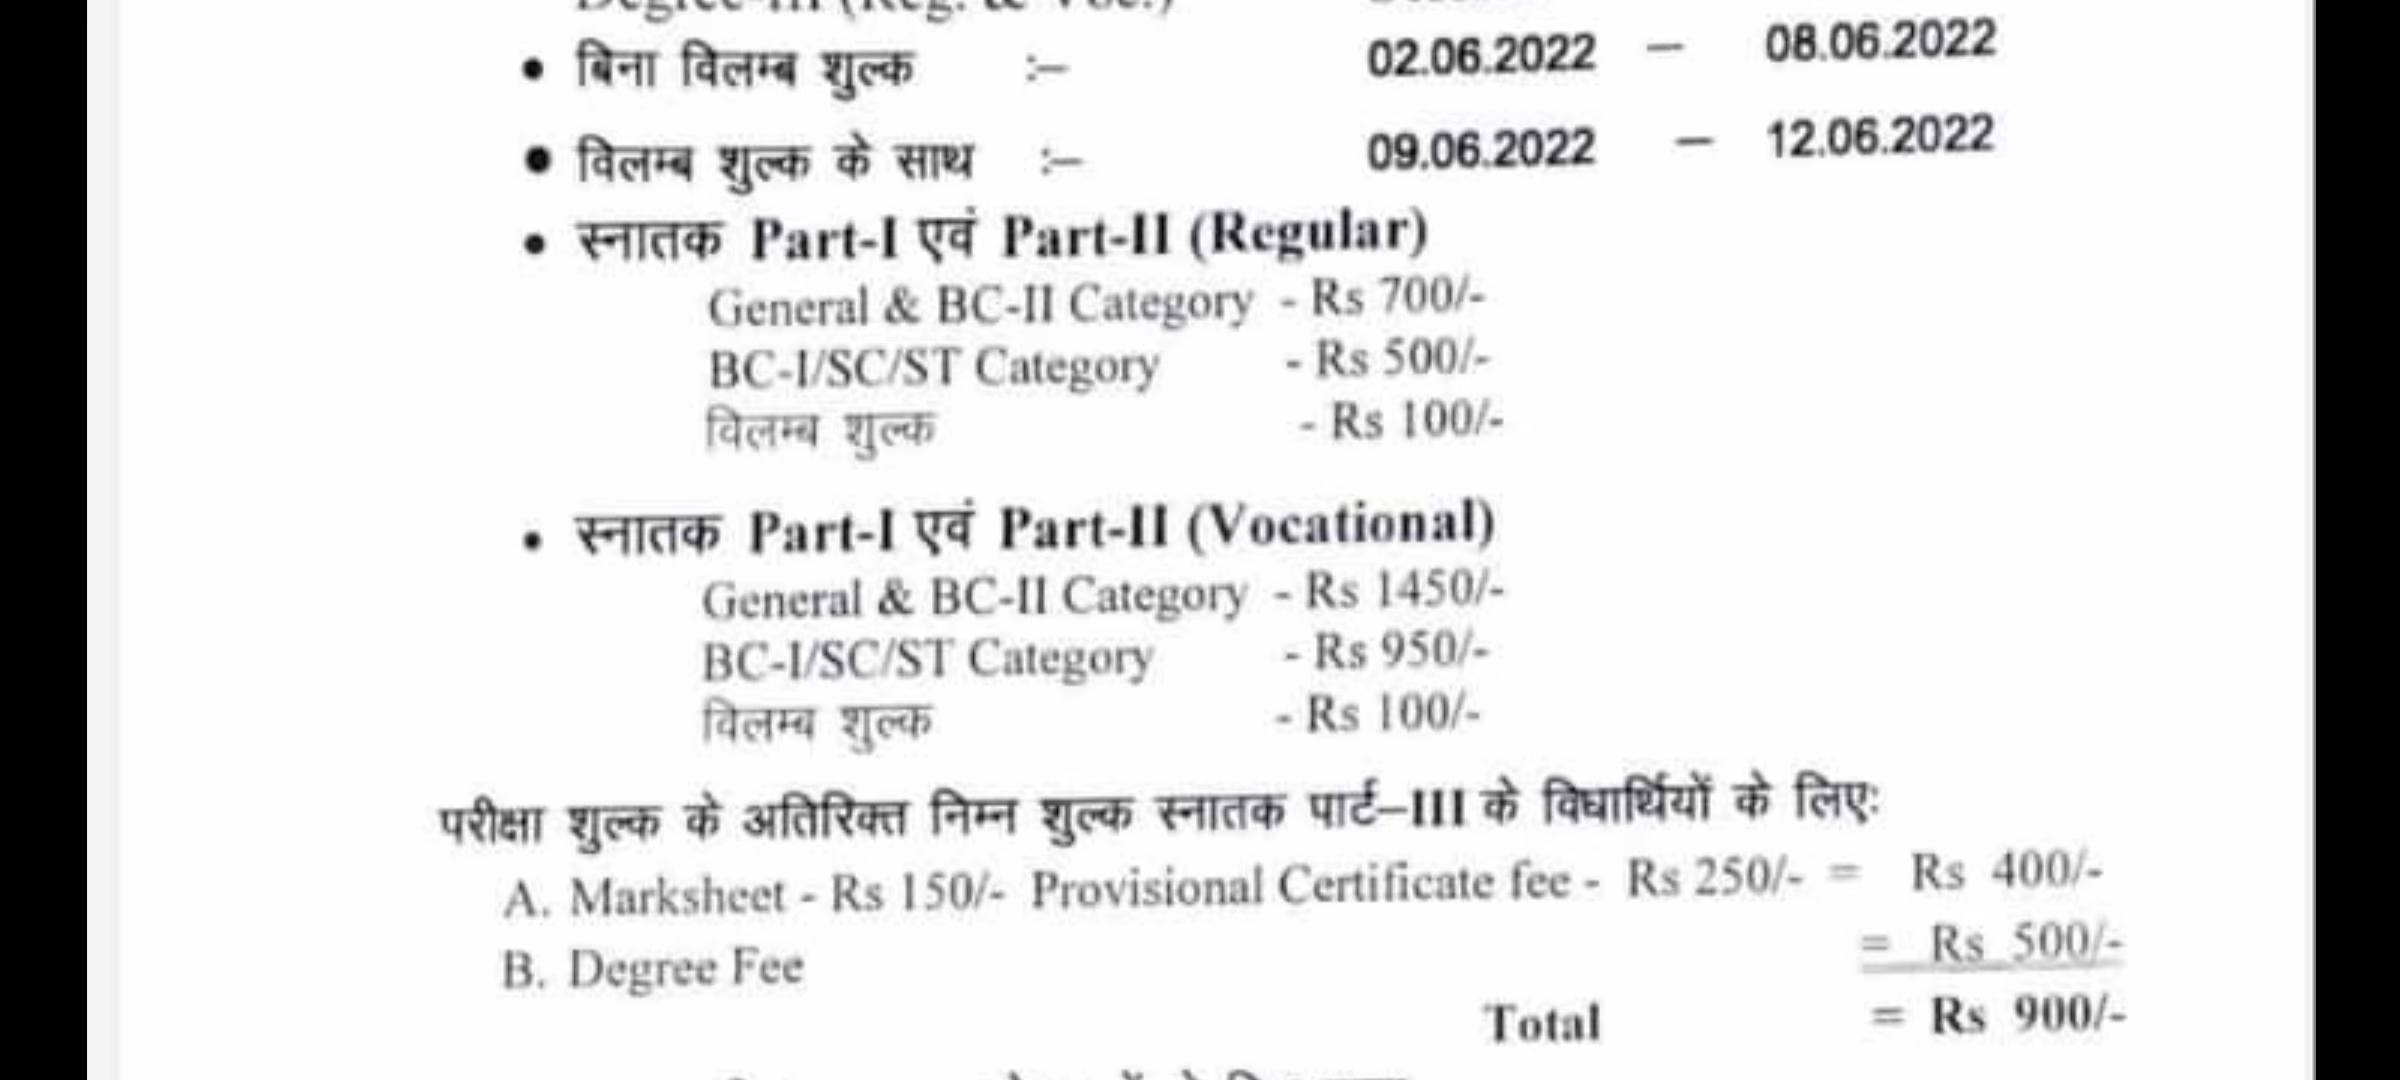 Degree-III (Reg. & Voc.)
• बिना विलम्ब शुल्क :– 02.06.2022 – 08.06.2022
• विलम्ब शुल्क के साथ :– 09.06.2022 – 12.06.2022
• स्नातक Part-I एवं Part-II (Regular)
General & BC-II Category - Rs 700/-
BC-I/SC/ST Category - Rs 500/-
विलम्ब शुल्क - Rs 100/-
• स्नातक Part-I एवं Part-II (Vocational)
General & BC-II Category - Rs 1450/-
BC-I/SC/ST Category - Rs 950/-
विलम्ब शुल्क - Rs 100/-
परीक्षा शुल्क के अतिरिक्त निम्न शुल्क स्नातक पार्ट–III के विधार्थियों के लिएः
A. Marksheet - Rs 150/- Provisional Certificate fee - Rs 250/- = Rs 400/-
B. Degree Fee = Rs 500/-
Total = Rs 900/-